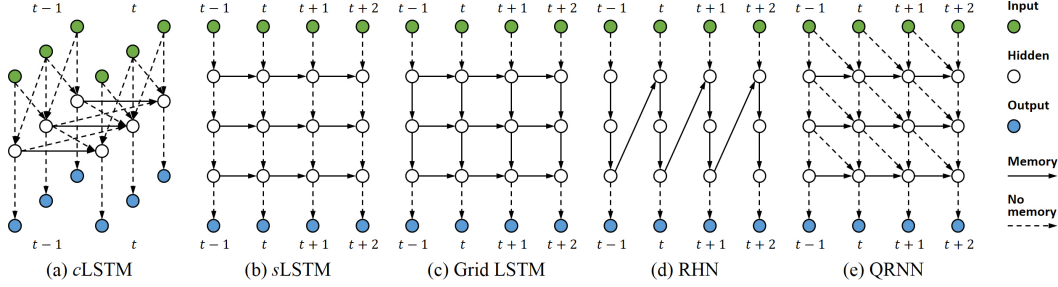 t − 1 t
t − 1 t t + 1 t + 2
t − 1 t t + 1 t + 2
t − 1 t t + 1 t + 2
t − 1 t t + 1 t + 2
Input
Hidden
Output
Memory
No
memory
t − 1 t
t − 1 t t + 1 t + 2
t − 1 t t + 1 t + 2
t − 1 t t + 1 t + 2
t − 1 t t + 1 t + 2
(a) cLSTM
(b) sLSTM
(c) Grid LSTM
(d) RHN
(e) QRNN